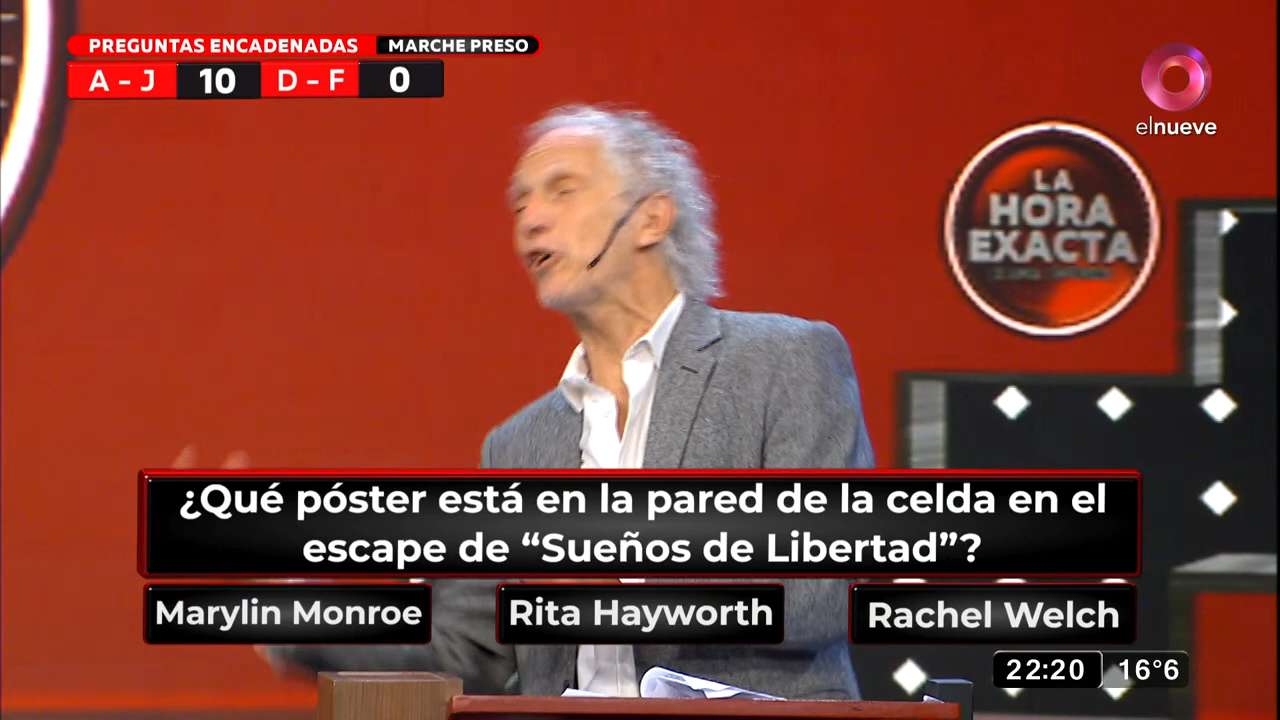 PREGUNTAS ENCADENADAS MARCHE PRESO
A - J 10 D - F 0
elnueve
LA
HORA
EXACTA
¿Qué póster está en la pared de la celda en el
escape de “Sueños de Libertad”?
Marylin Monroe Rita Hayworth Rachel Welch
22:20 16°6